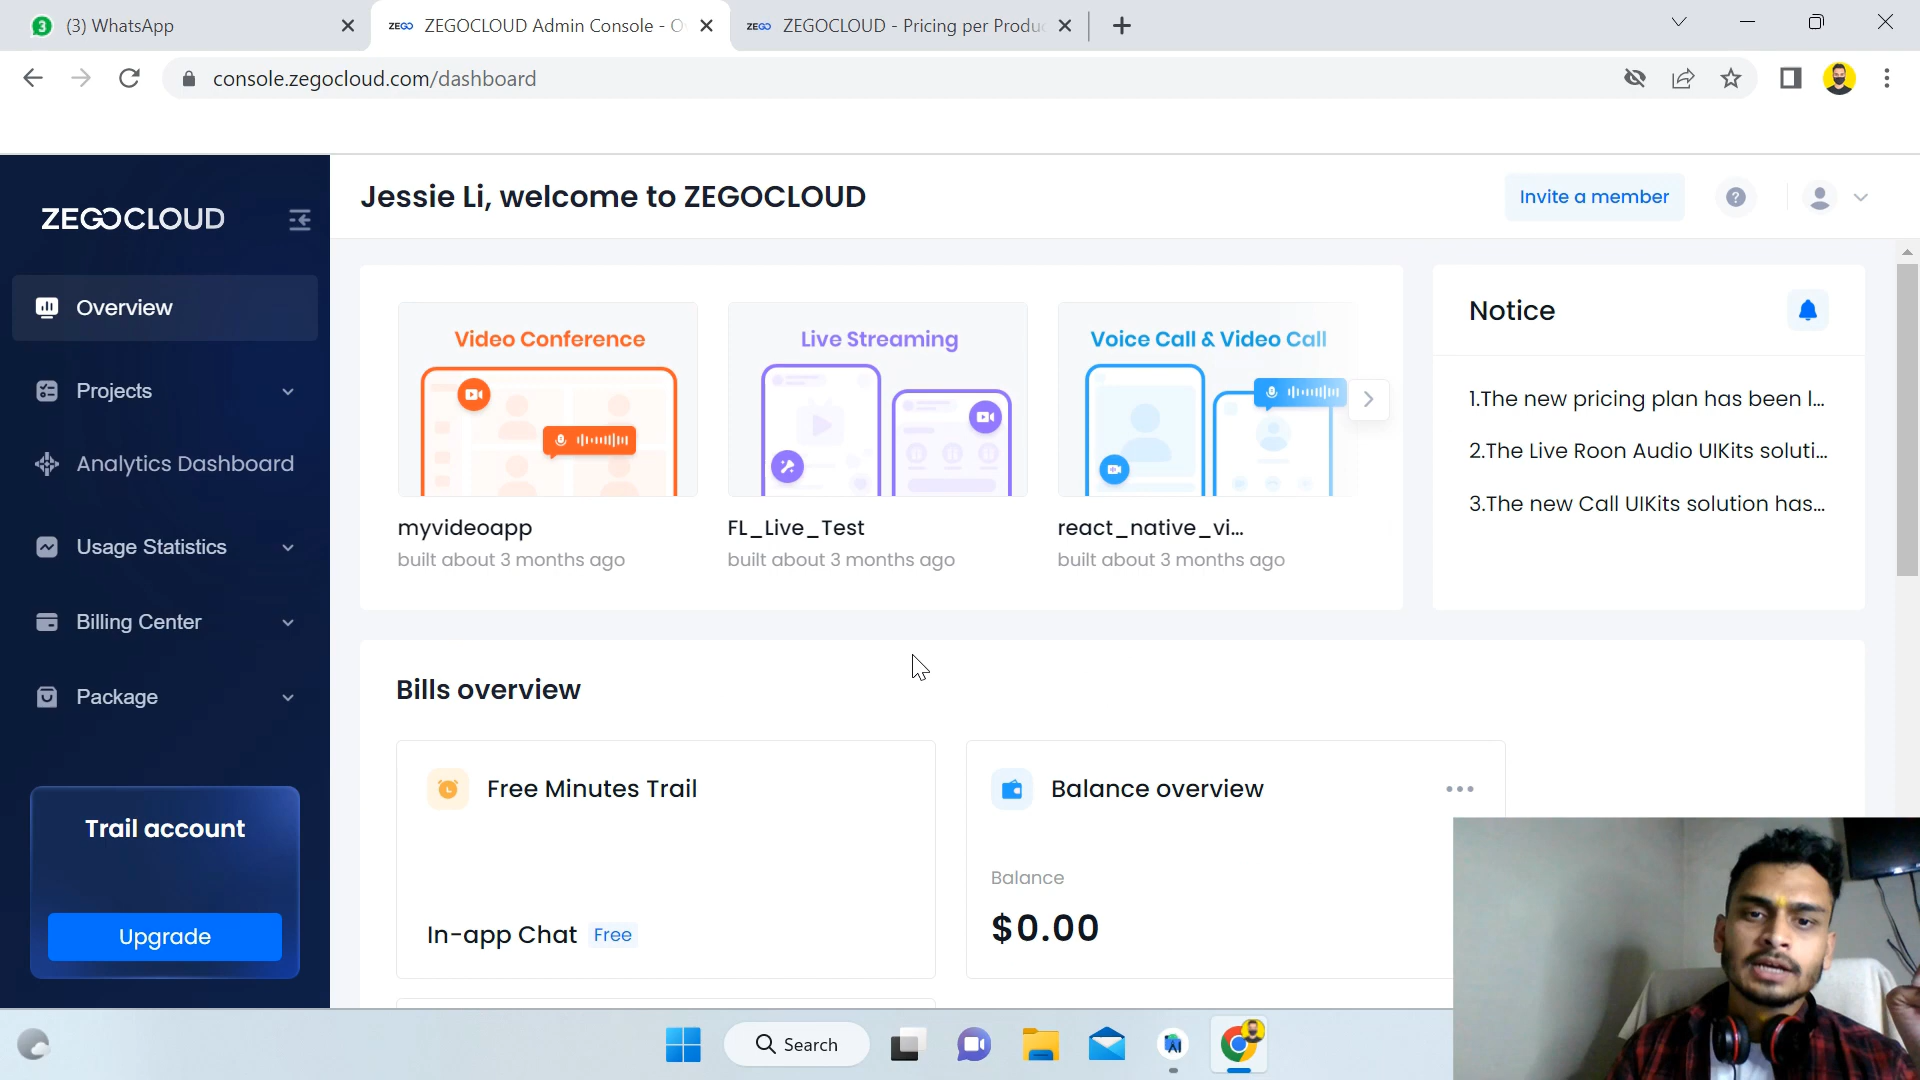 3 (3) WhatsApp
ZEGO ZEGOCLOUD Admin Console - O
ZEGO ZEGOCLOUD - Pricing per Produ
console.zegocloud.com/dashboard
ZEGOCLOUD
Jessie Li, welcome to ZEGOCLOUD
Invite a member
?
Overview
Projects
Analytics Dashboard
Usage Statistics
Billing Center
Package
Trail account
Upgrade
Video Conference
myvideoapp
built about 3 months ago
Live Streaming
FL_Live_Test
built about 3 months ago
Voice Call & Video Call
react_native_vi...
built about 3 months ago
Notice
1.The new pricing plan has been l...
2.The Live Roon Audio UIKits soluti...
3.The new Call UIKits solution has...
Bills overview
Free Minutes Trail
In-app Chat Free
Balance overview
Balance
$0.00
Search